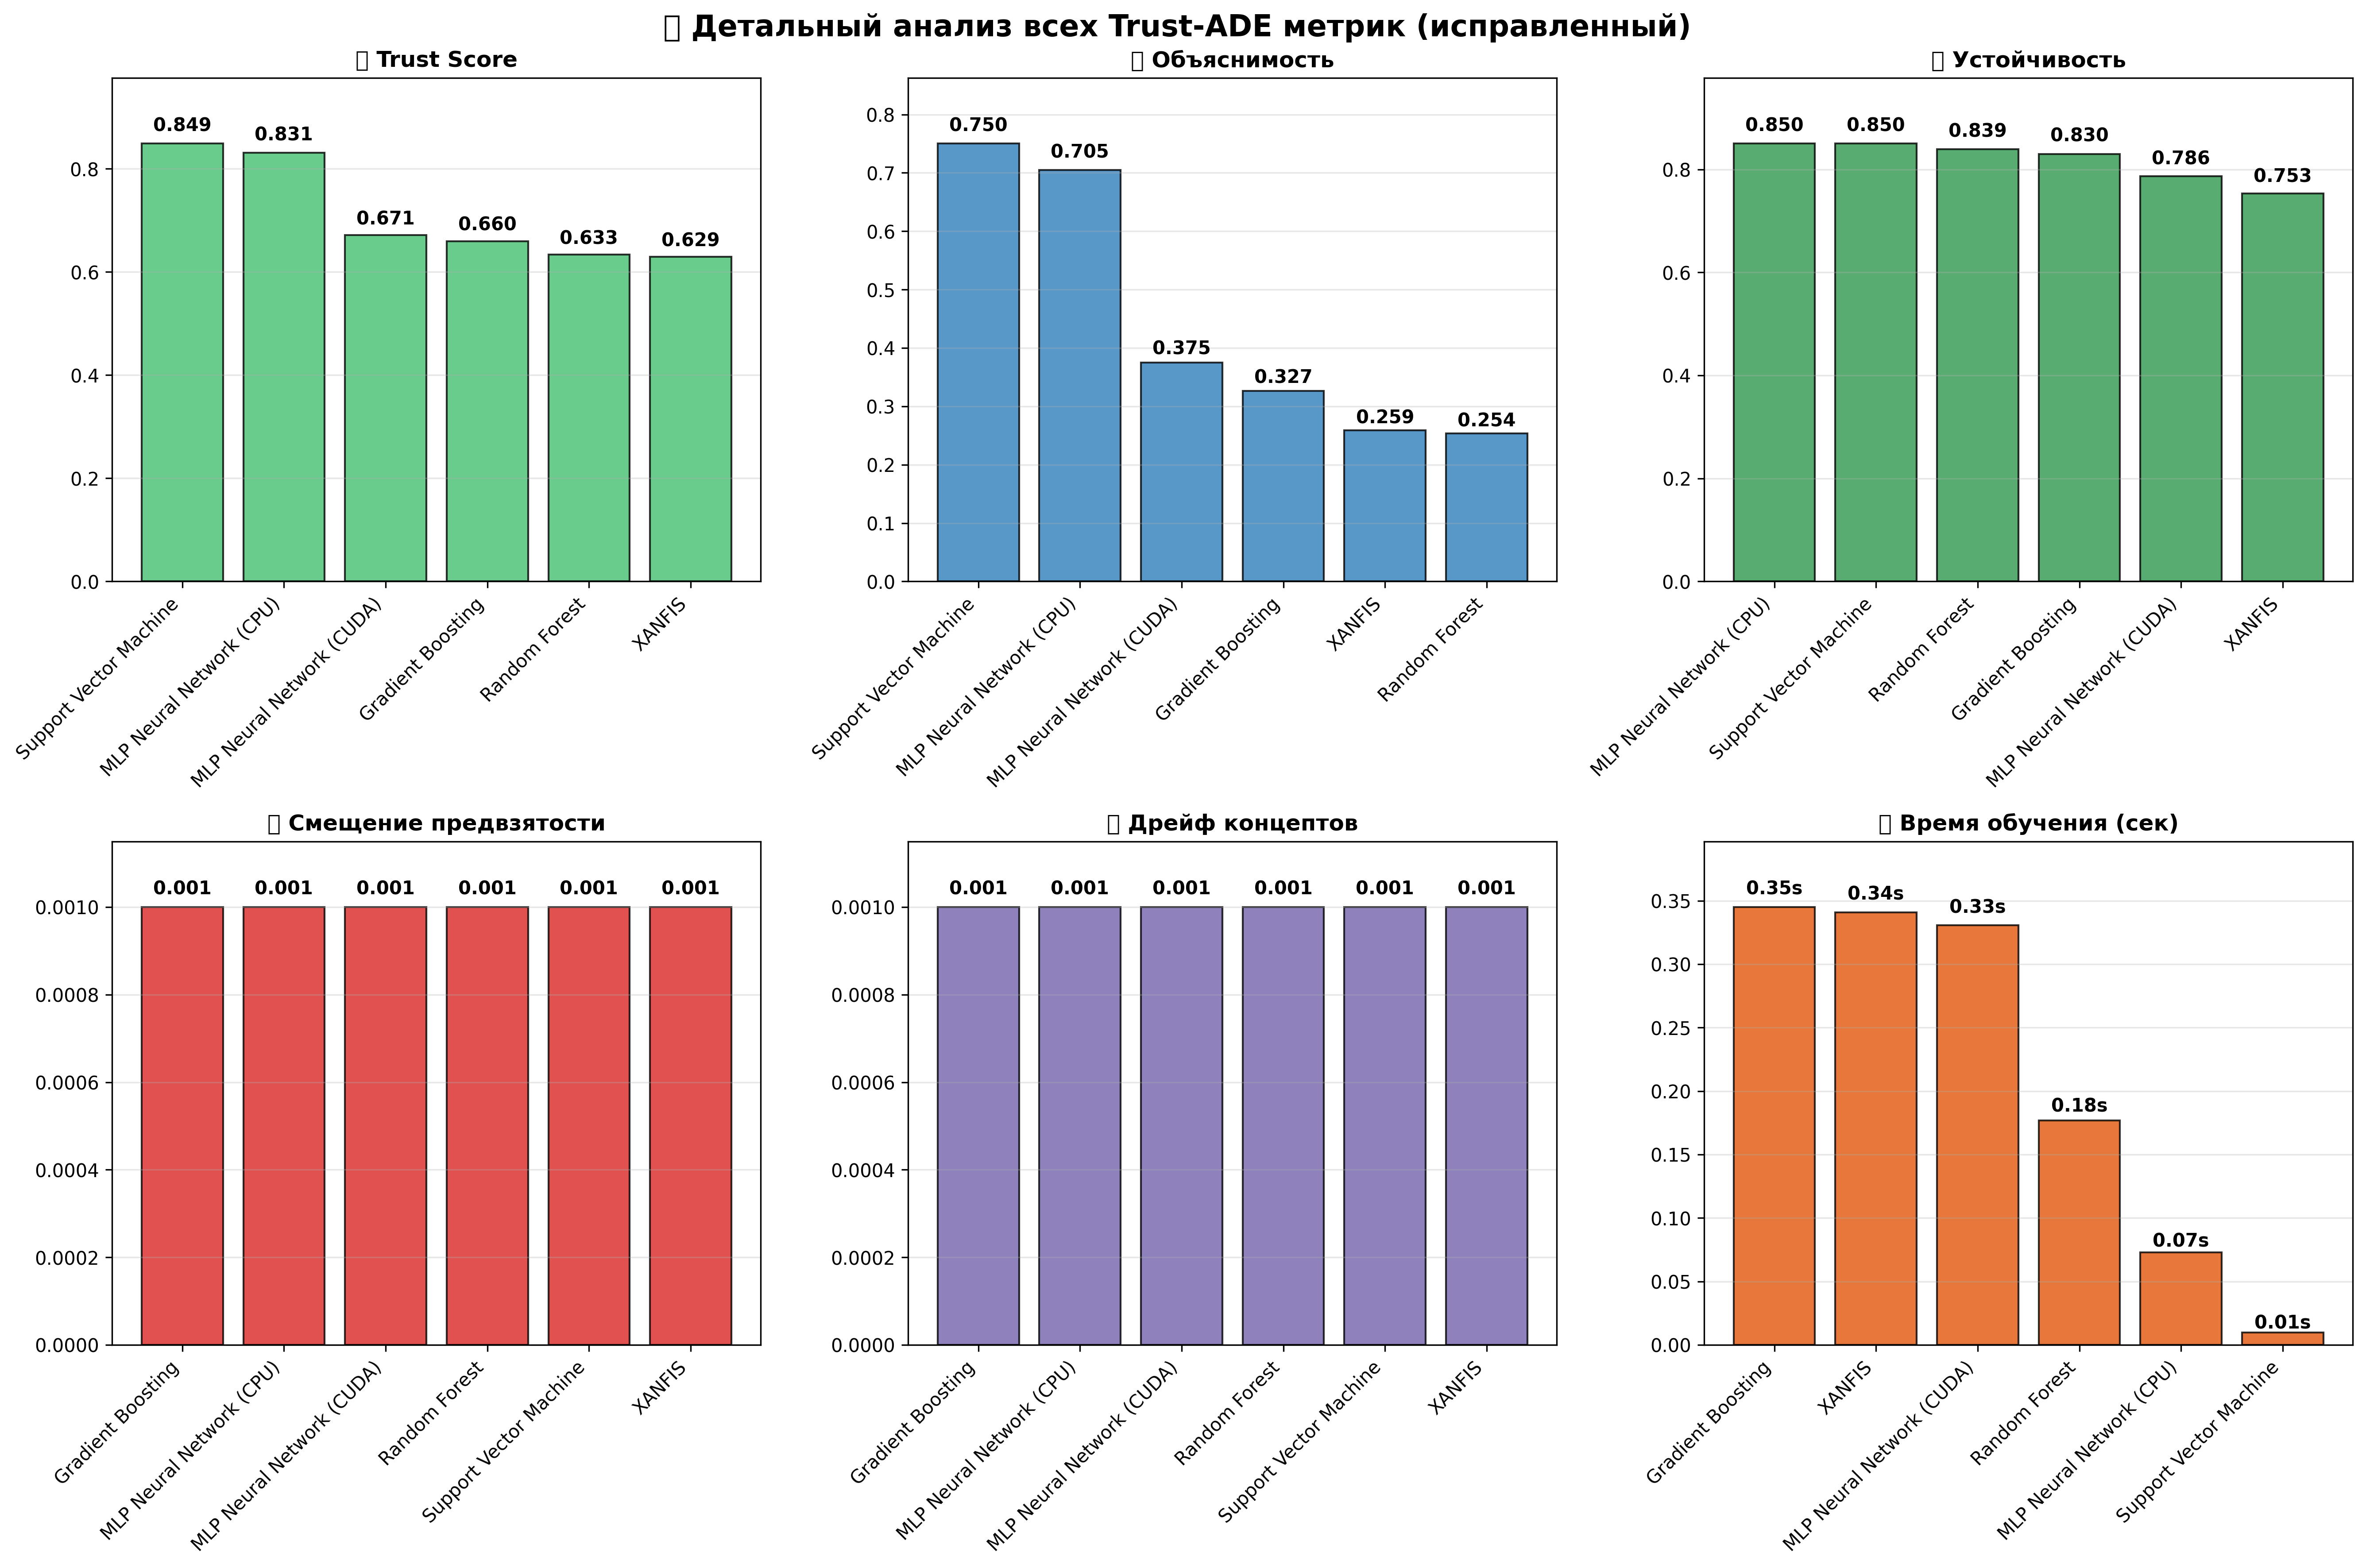 Детальный анализ всех Trust-ADE метрик (исправленный)
Trust Score
0.849 0.831 0.671 0.660 0.633 0.629
0.8
0.6
0.4
0.2
0.0
Support Vector Machine
MLP Neural Network (CPU)
MLP Neural Network (CUDA)
Gradient Boosting
Random Forest
XANFIS
Объяснимость
0.750 0.705 0.375 0.327 0.259 0.254
0.8
0.7
0.6
0.5
0.4
0.3
0.2
0.1
0.0
Support Vector Machine
MLP Neural Network (CPU)
MLP Neural Network (CUDA)
Gradient Boosting
XANFIS
Random Forest
Устойчивость
0.850 0.850 0.839 0.830 0.786 0.753
0.8
0.6
0.4
0.2
0.0
MLP Neural Network (CPU)
Support Vector Machine
Random Forest
Gradient Boosting
MLP Neural Network (CUDA)
XANFIS
Смещение предвзятости
0.001 0.001 0.001 0.001 0.001 0.001
0.0010
0.0008
0.0006
0.0004
0.0002
0.0000
Gradient Boosting
MLP Neural Network (CPU)
MLP Neural Network (CUDA)
Random Forest
Support Vector Machine
XANFIS
Дрейф концептов
0.001 0.001 0.001 0.001 0.001 0.001
0.0010
0.0008
0.0006
0.0004
0.0002
0.0000
Gradient Boosting
MLP Neural Network (CPU)
MLP Neural Network (CUDA)
Random Forest
Support Vector Machine
XANFIS
Время обучения (сек)
0.35s 0.34s 0.33s 0.18s 0.07s 0.01s
0.35
0.30
0.25
0.20
0.15
0.10
0.05
0.00
Gradient Boosting
XANFIS
MLP Neural Network (CUDA)
Random Forest
MLP Neural Network (CPU)
Support Vector Machine